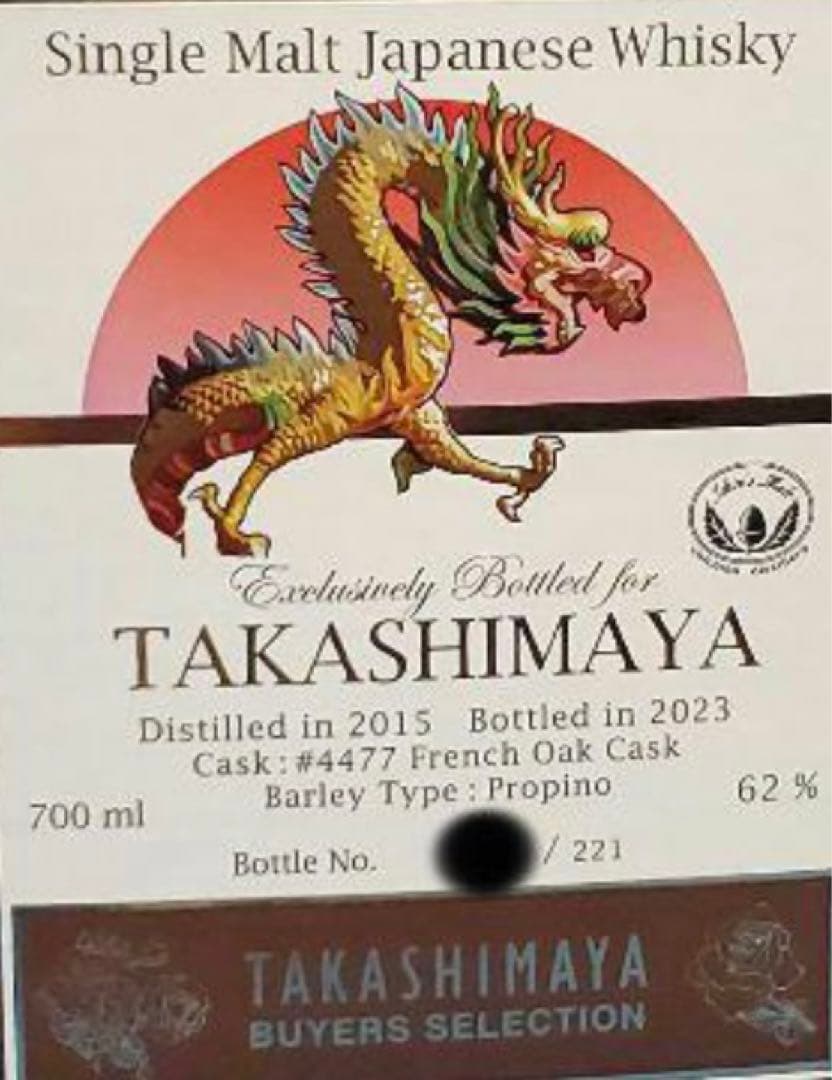 Single Malt Japanese Whisky
Exclusively Bottled for
TAKASHIMAYA
Distilled in 2015 Bottled in 2023
Cask : #4477 French Oak Cask
Barley Type : Propino
700 ml
62 %
Bottle No. / 221
TAKASHIMAYA
BUYERS SELECTION